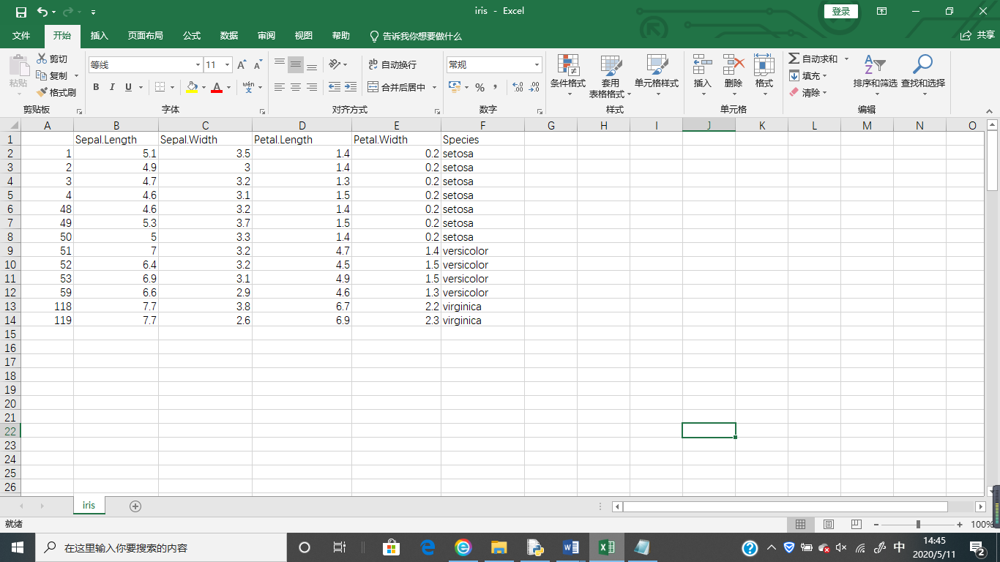 iris - Excel 登录
文件 开始 插入 页面布局 公式 数据 审阅 视图 帮助 告诉我你想要做什么 共享
粘贴 剪切 复制 格式刷 剪贴板
等线 11 A A B I U A wén 文 字体
ab 自动换行 合并后居中 对齐方式
常规 % , .00 .00 数字
条件格式 套用 表格格式 单元格样式 样式
插入 删除 格式 单元格
自动求和 填充 清除 排序和筛选 查找和选择 编辑
A B C D E F G H I J K L M N O
1 Sepal.Length Sepal.Width Petal.Length Petal.Width Species
2 1 5.1 3.5 1.4 0.2 setosa
3 2 4.9 3 1.4 0.2 setosa
4 3 4.7 3.2 1.3 0.2 setosa
5 4 4.6 3.1 1.5 0.2 setosa
6 48 4.6 3.2 1.4 0.2 setosa
7 49 5.3 3.7 1.5 0.2 setosa
8 50 5 3.3 1.4 0.2 setosa
9 51 7 3.2 4.7 1.4 versicolor
10 52 6.4 3.2 4.5 1.5 versicolor
11 53 6.9 3.1 4.9 1.5 versicolor
12 59 6.6 2.9 4.6 1.3 versicolor
13 118 7.7 3.8 6.7 2.2 virginica
14 119 7.7 2.6 6.9 2.3 virginica
15
16
17
18
19
20
21
22
23
24
25
26
iris
就绪 100%
在这里输入你要搜索的内容 中 14:45
2020/5/11 2